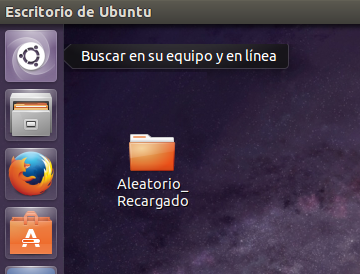 Escritorio de Ubuntu
Buscar en su equipo y en línea
Aleatorio_
Recargado